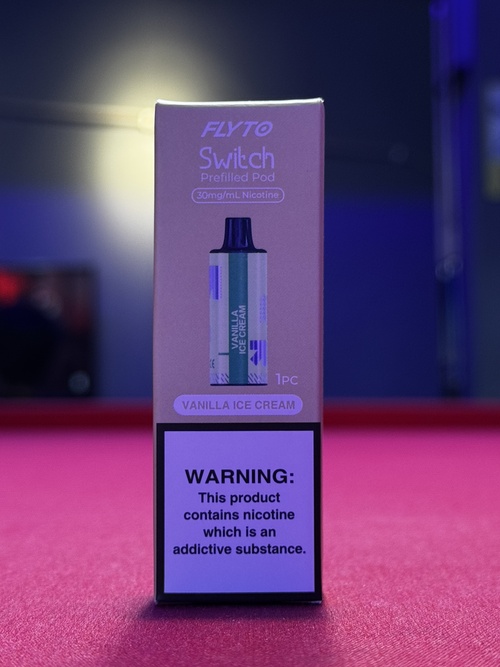 FLYTO
Switch
Prefilled Pod
30mg/mL Nicotine
VANILLA
ICE CREAM
1PC
VANILLA ICE CREAM
WARNING:
This product
contains nicotine
which is an
addictive substance.